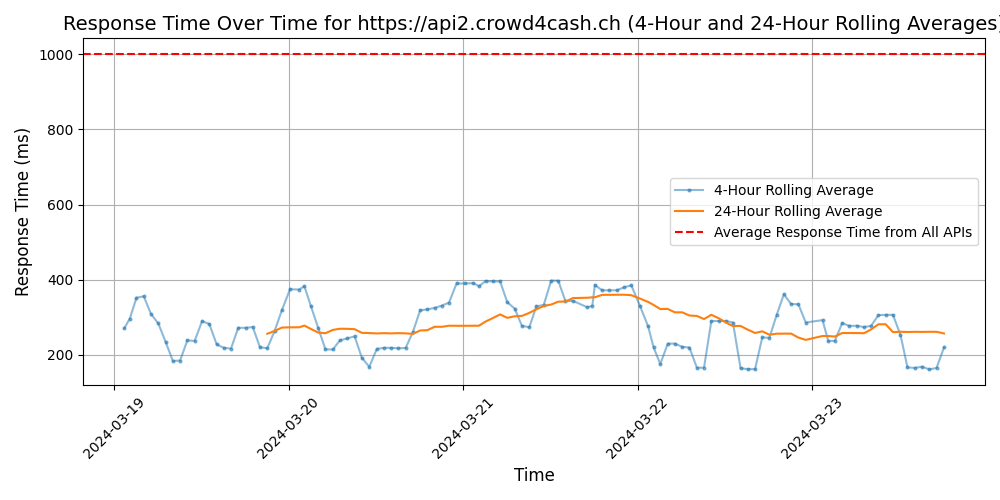 Response Time Over Time for https://api2.crowd4cash.ch (4-Hour and 24-Hour Rolling Averages)
Response Time (ms)
1000
800
600
400
200
4-Hour Rolling Average
24-Hour Rolling Average
Average Response Time from All APIs
2024-03-19
2024-03-20
2024-03-21
2024-03-22
2024-03-23
Time